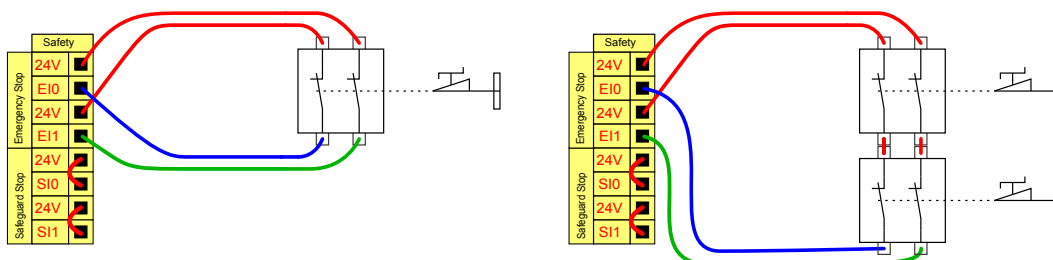 Safety
Emergency Stop
24V
EI0
24V
EI1
Safeguard Stop
24V
SI0
24V
SI1
Safety
Emergency Stop
24V
EI0
24V
EI1
Safeguard Stop
24V
SI0
24V
SI1